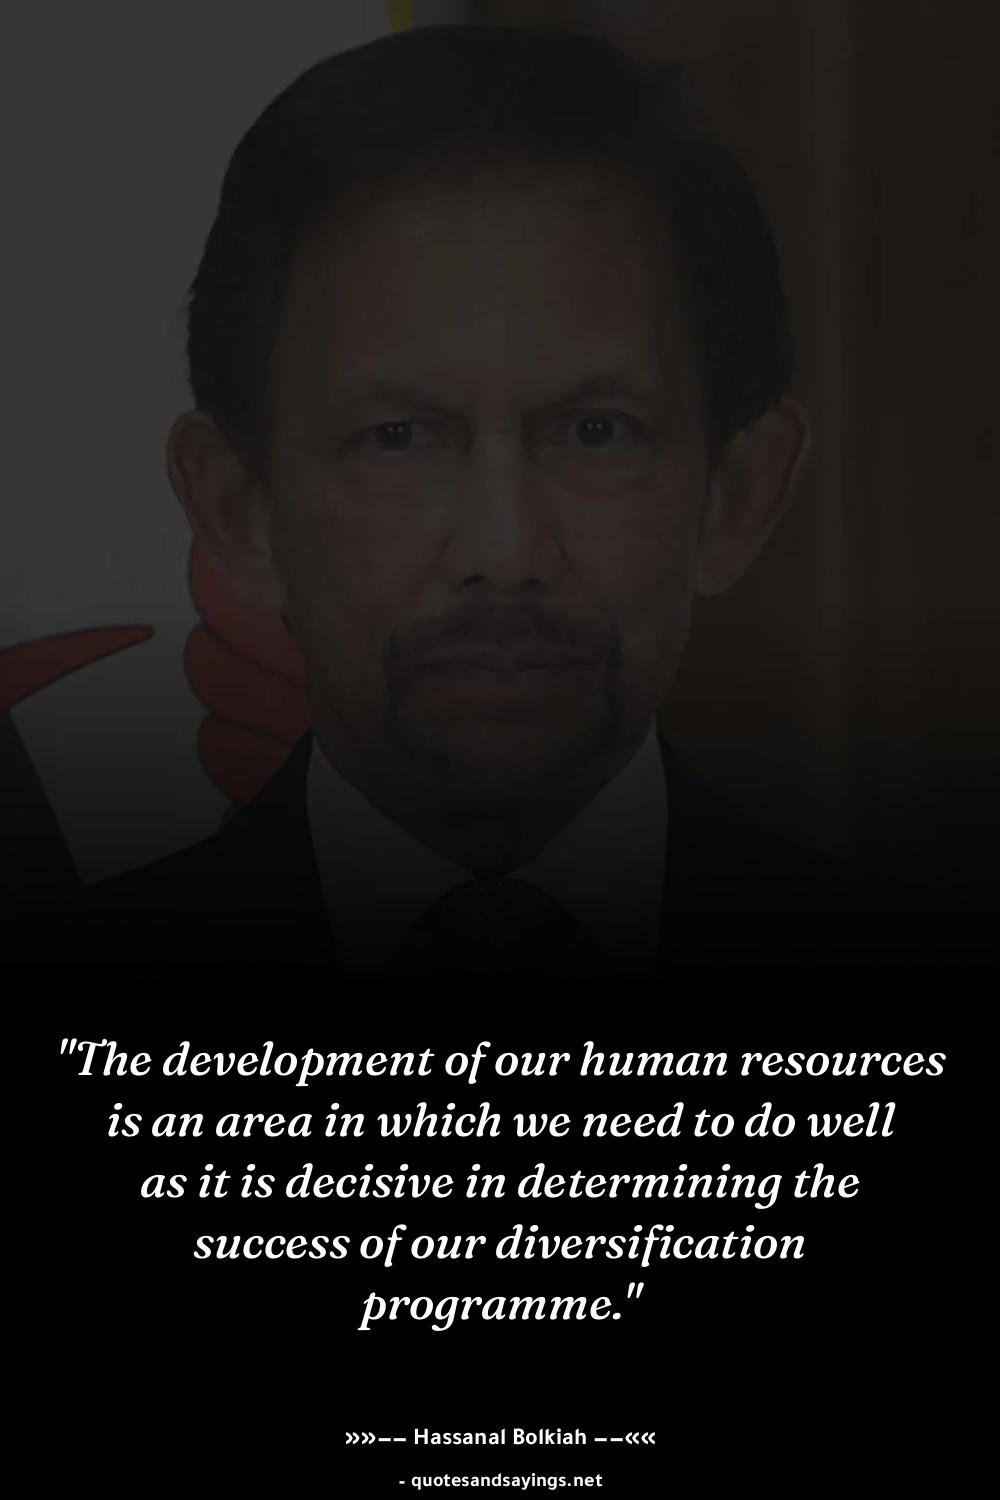 "The development of our human resources
is an area in which we need to do well
as it is decisive in determining the
success of our diversification
programme."
»»−− Hassanal Bolkiah −−««
- quotesandsayings.net